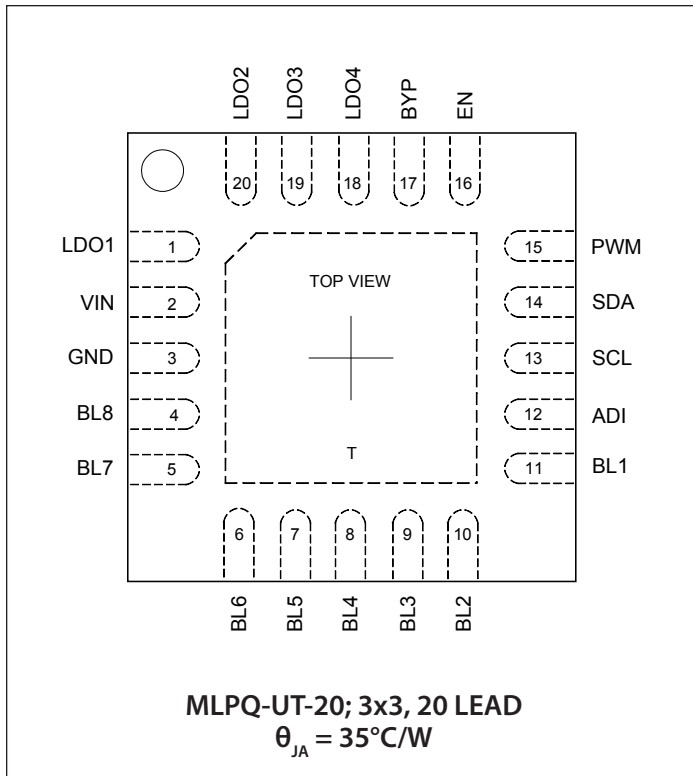 LDO2 LDO3 LDO4 BYP EN
20 19 18 17 16
LDO1 1 15 PWM
TOP VIEW
VIN 2 14 SDA
GND 3 13 SCL
BL8 4 12 ADI
T
BL7 5 11 BL1
6 7 8 9 10
BL6 BL5 BL4 BL3 BL2
MLPQ-UT-20; 3x3, 20 LEAD
θJA = 35°C/W